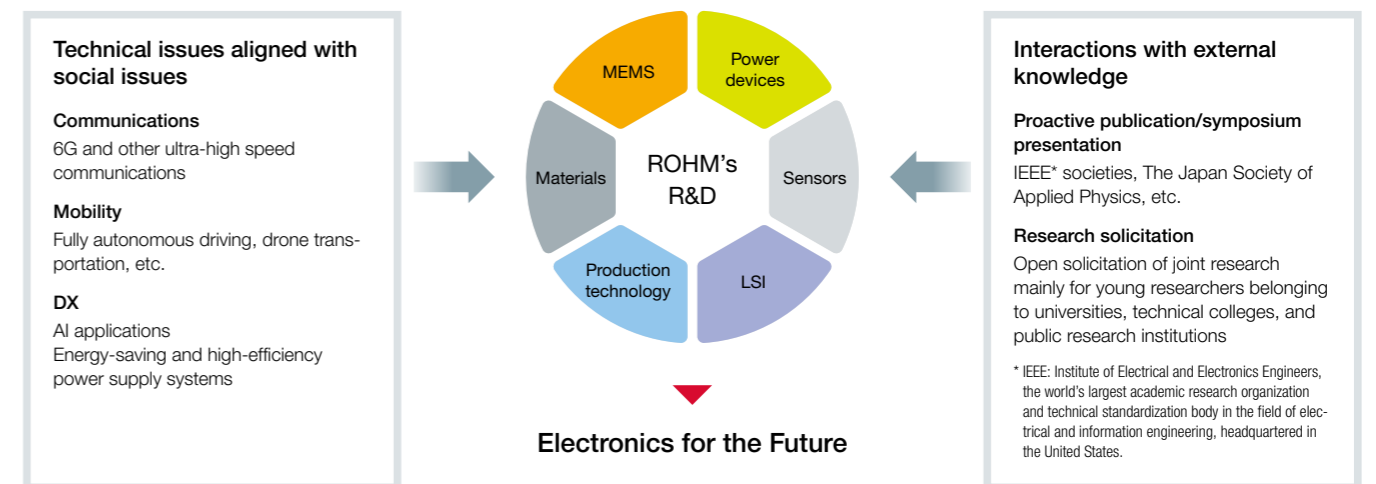 Technical issues aligned with
social issues
Communications
6G and other ultra-high speed
communications
Mobility
Fully autonomous driving, drone trans-
portation, etc.
DX
AI applications
Energy-saving and high-efficiency
power supply systems
MEMS
Power
devices
Materials
ROHM's
R&D
Sensors
Production
technology
LSI
Electronics for the Future
Interactions with external
knowledge
Proactive publication/symposium
presentation
IEEE* societies, The Japan Society of
Applied Physics, etc.
Research solicitation
Open solicitation of joint research
mainly for young researchers belonging
to universities, technical colleges, and
public research institutions
* IEEE: Institute of Electrical and Electronics Engineers,
the world's largest academic research organization
and technical standardization body in the field of elec-
trical and information engineering, headquartered in
the United States.